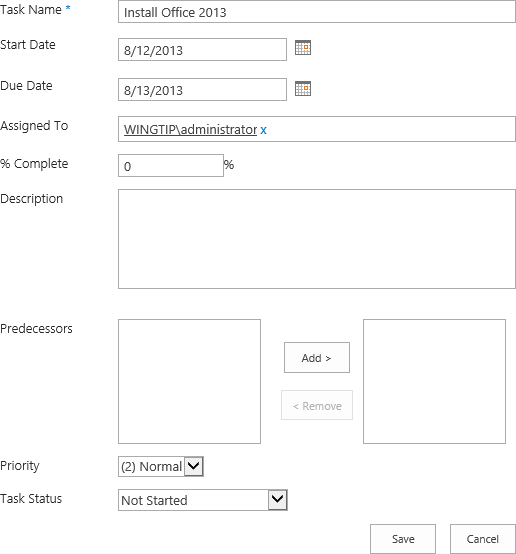 Task Name * Install Office 2013
Start Date 8/12/2013
Due Date 8/13/2013
Assigned To WINGTIP\administrator x
% Complete 0 %
Description
Predecessors
Add >
< Remove
Priority (2) Normal
Task Status Not Started
Save Cancel